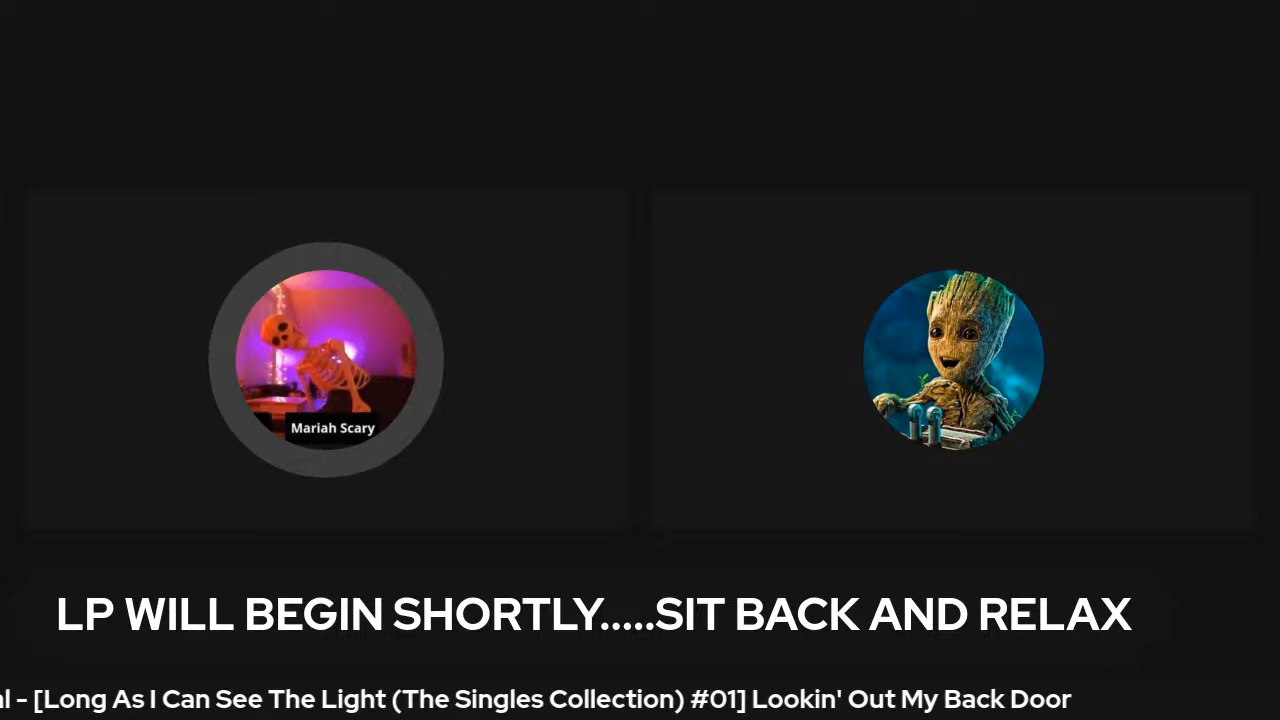 Mariah Scary
LP WILL BEGIN SHORTLY.....SIT BACK AND RELAX
al - [Long As I Can See The Light (The Singles Collection) #01] Lookin' Out My Back Door